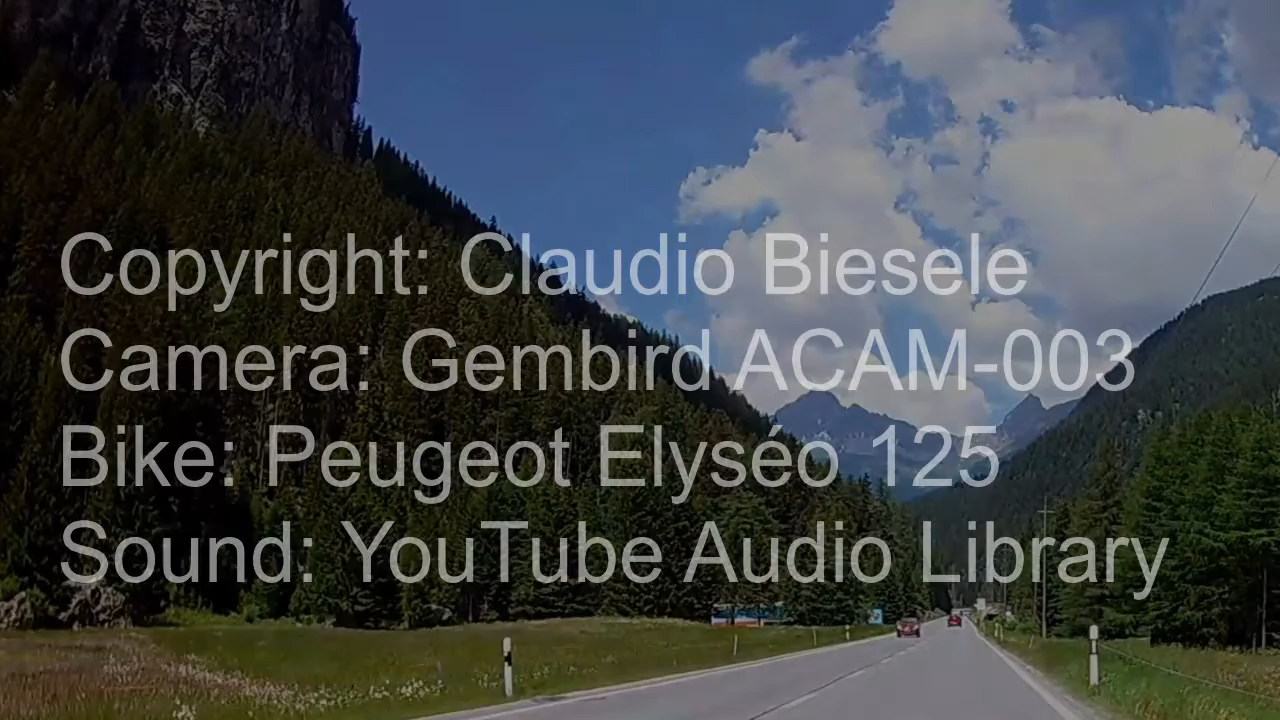 Copyright: Claudio Biesele
Camera: Gembird ACAM-003
Bike: Peugeot Elyséo 125
Sound: YouTube Audio Library